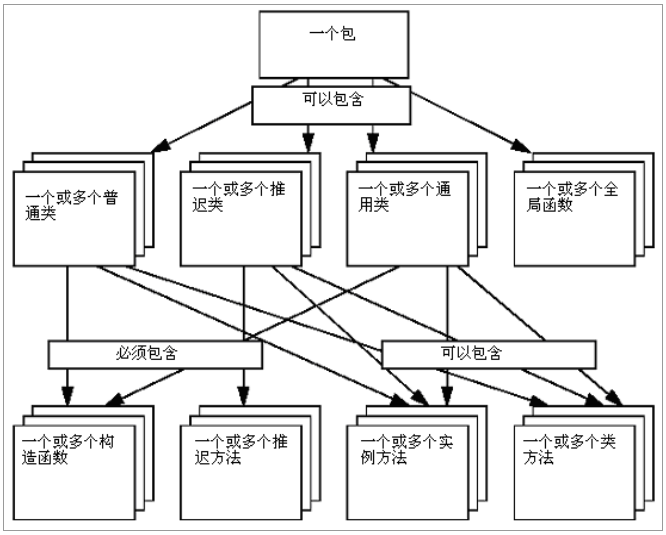 一个包
可以包含
一个或多个普
通类
一个或多个推
迟类
一个或多个通
用类
一个或多个全
局函数
必须包含
可以包含
一个或多个构
造函数
一个或多个推
迟方法
一个或多个实
例方法
一个或多个类
方法